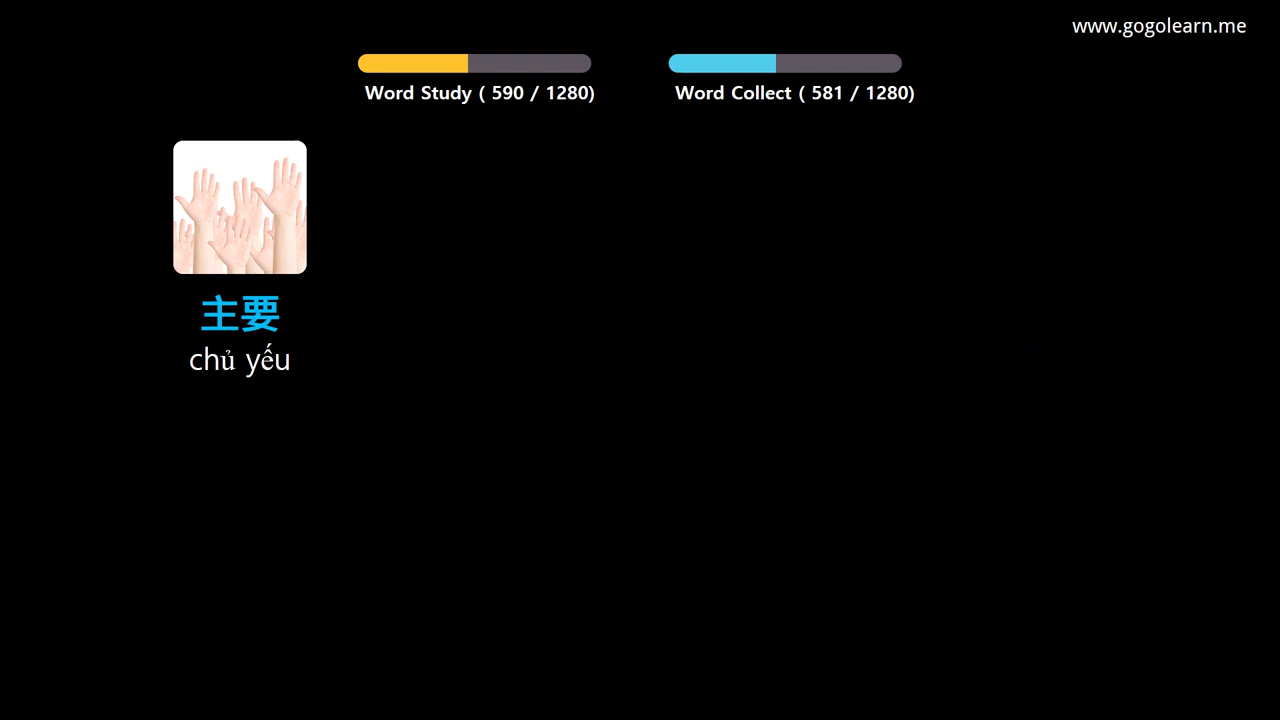 www.gogolearn.me
Word Study ( 590 / 1280)
Word Collect ( 581 / 1280)
主要
chủ yếu